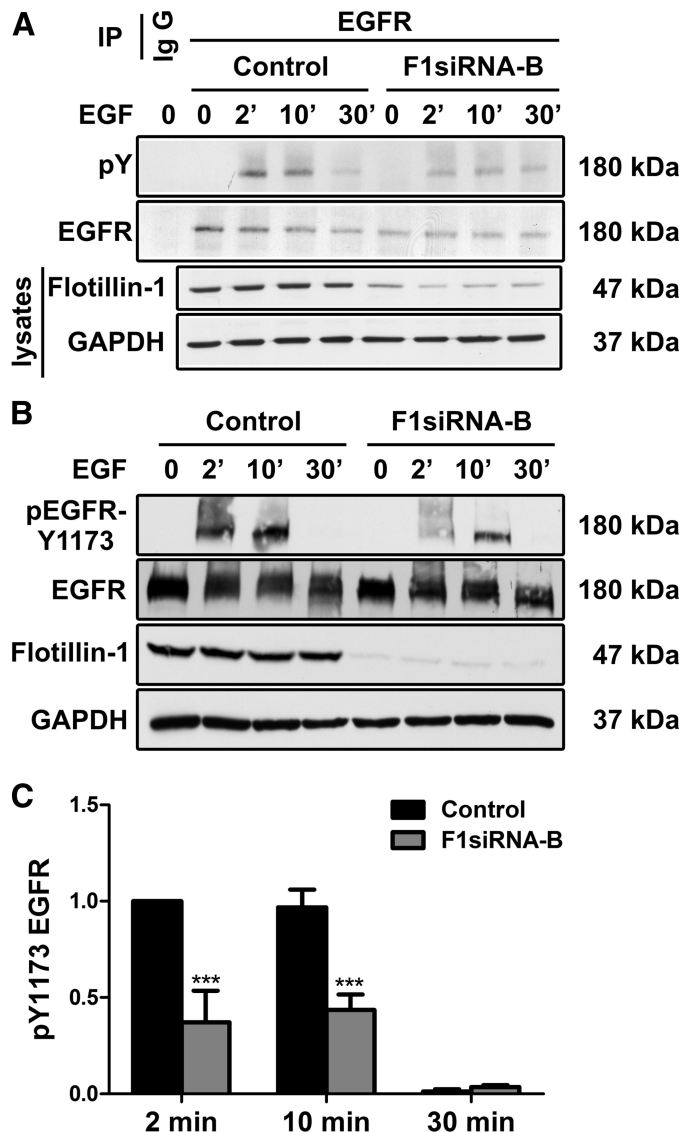 A
IP
Ig G
EGFR
Control
F1siRNA-B
EGF 0 0 2’ 10’ 30’ 0 2’ 10’ 30’
pY 180 kDa
EGFR 180 kDa
lysates
Flotillin-1 47 kDa
GAPDH 37 kDa
B
Control
F1siRNA-B
EGF 0 2’ 10’ 30’ 0 2’ 10’ 30’
pEGFR-
Y1173 180 kDa
EGFR 180 kDa
Flotillin-1 47 kDa
GAPDH 37 kDa
C
pY1173 EGFR
1.5
1.0
0.5
0.0
Control
F1siRNA-B
***
***
2 min 10 min 30 min